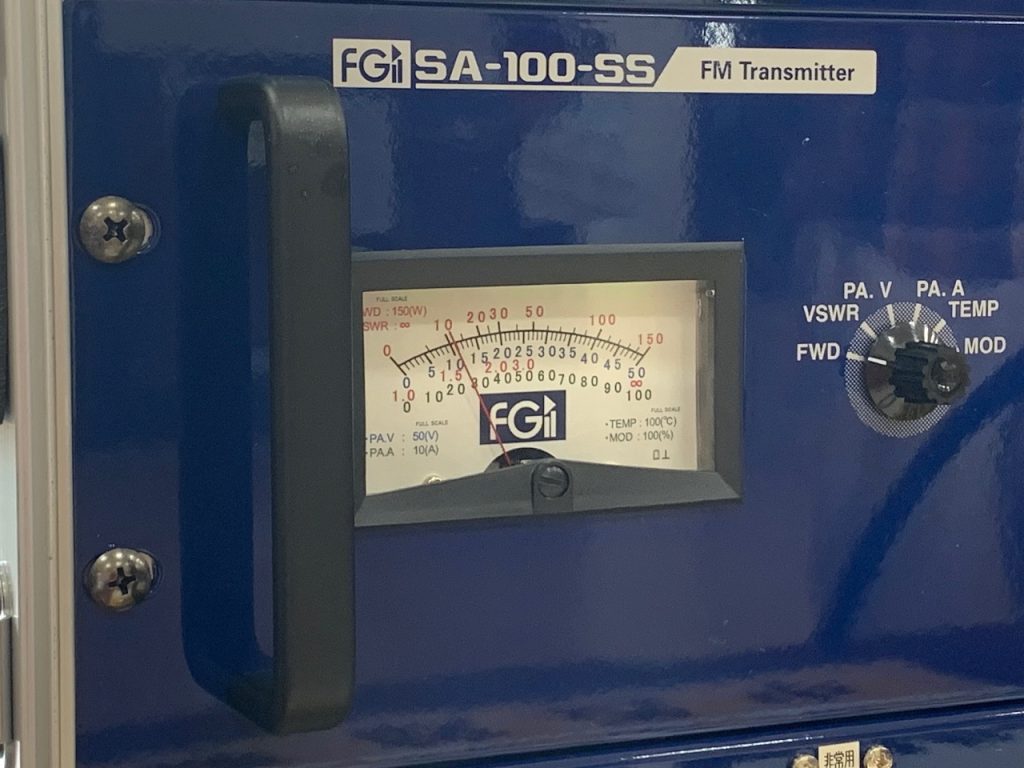 FGii SA-100-SS FM Transmitter
PA. V PA. A
VSWR TEMP
FWD MOD
FULL SCALE
WD : 150(W)
SWR : ∞
0 10 20 30 50 100 150
0 5 10 15 20 25 30 35 40 45 50
1.0 1.5 2.0 3.0 ∞
0 10 20 30 40 50 60 70 80 90 100
FGii
FULL SCALE
•PA.V : 50(V)
•PA.A : 10(A)
FULL SCALE
•TEMP : 100(℃)
•MOD : 100(%)
非常用